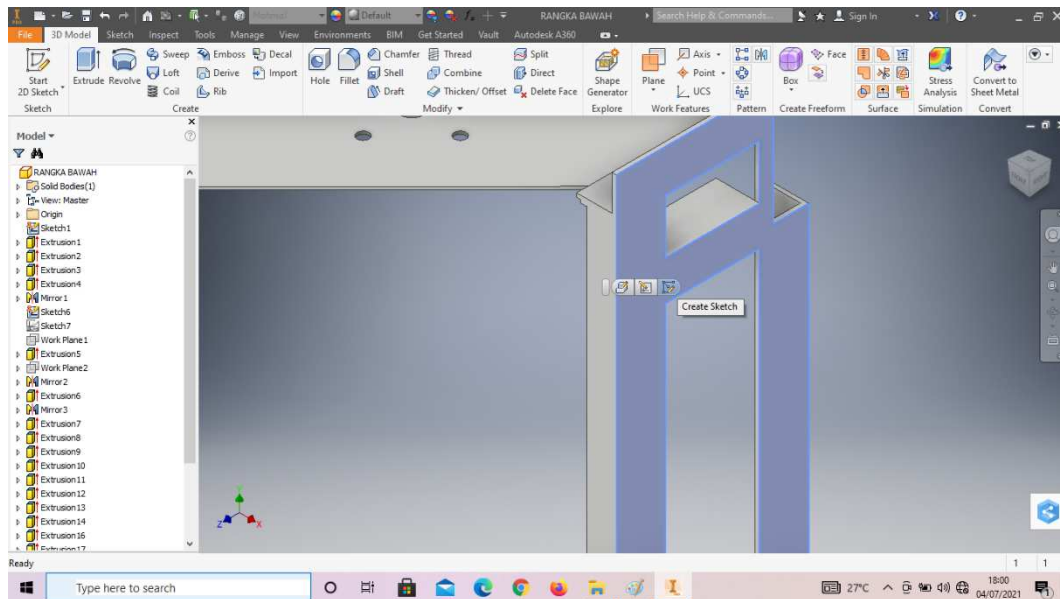 Material
Default
RANGKA BAWAH
Search Help & Commands...
Sign In
File 3D Model Sketch Inspect Tools Manage View Environments BIM Get Started Vault Autodesk A360
Start 2D Sketch
Extrude
Revolve
Sweep
Emboss
Decal
Loft
Derive
Import
Coil
Rib
Hole
Fillet
Chamfer
Thread
Split
Shell
Combine
Direct
Draft
Thicken/ Offset
Delete Face
Shape Generator
Plane
Axis
Point
UCS
Box
Face
Stress Analysis
Convert to Sheet Metal
Sketch
Create
Modify
Explore
Work Features
Pattern
Create Freeform
Surface
Simulation
Convert
Model
RANGKA BAWAH
Solid Bodies(1)
View: Master
Origin
Sketch1
Extrusion1
Extrusion2
Extrusion3
Extrusion4
Mirror1
Sketch6
Sketch7
Work Plane1
Extrusion5
Work Plane2
Mirror2
Extrusion6
Mirror3
Extrusion7
Extrusion8
Extrusion9
Extrusion10
Extrusion11
Extrusion12
Extrusion13
Extrusion14
Extrusion16
Extrusion17
Create Sketch
Z
X
Ready
1 1
Type here to search
27°C
18:00
04/07/2021